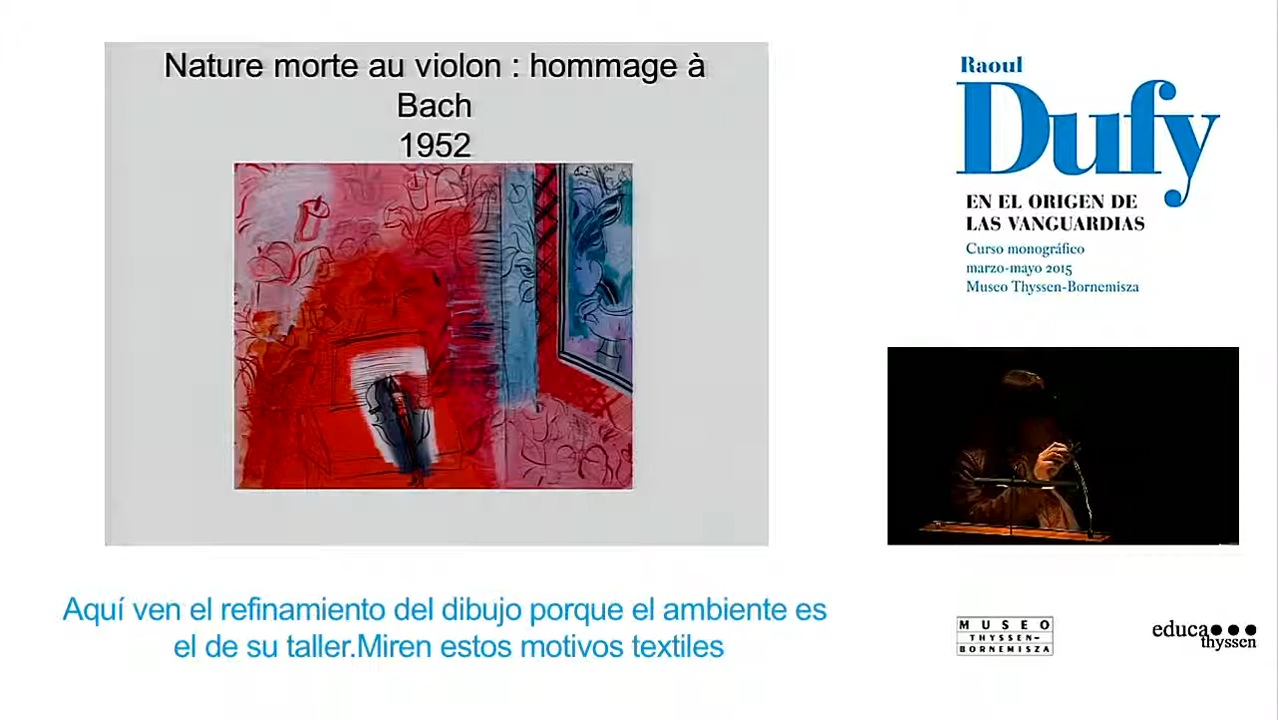 Nature morte au violon : hommage à
Bach
1952
Raoul
Dufy
EN EL ORIGEN DE
LAS VANGUARDIAS
Curso monográfico
marzo-mayo 2015
Museo Thyssen-Bornemisza
Aquí ven el refinamiento del dibujo porque el ambiente es
el de su taller.Miren estos motivos textiles
MUSEO
THYSSEN-
BORNEMISZA
educa
thyssen